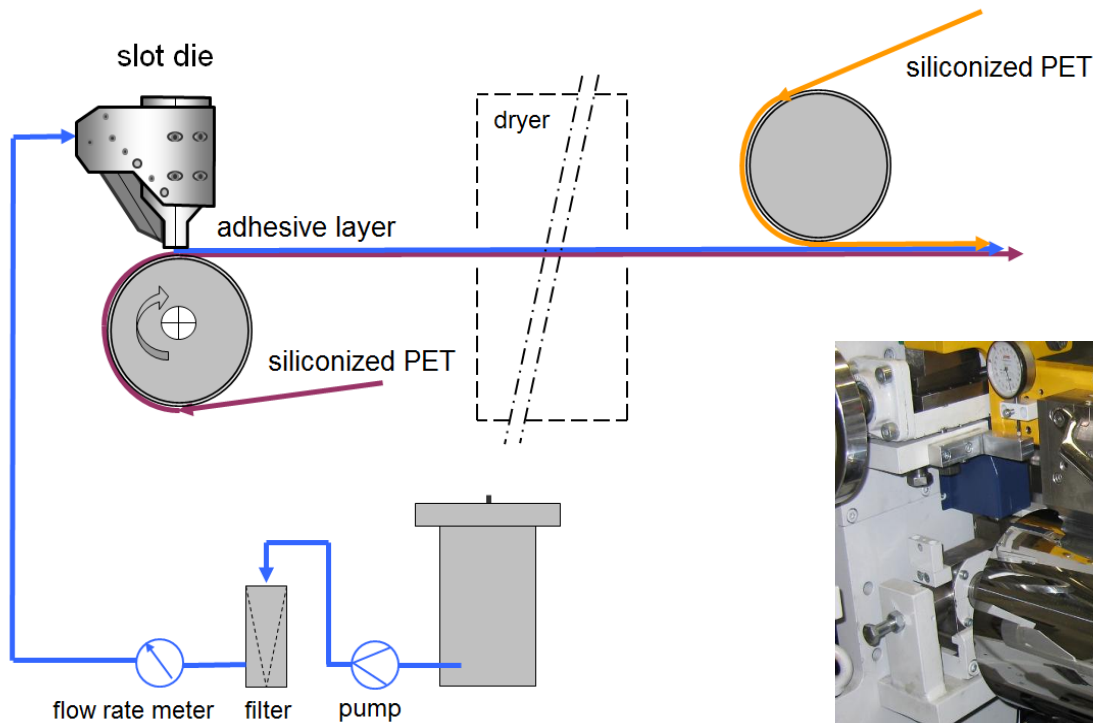 slot die
siliconized PET
dryer
adhesive layer
siliconized PET
flow rate meter
filter
pump